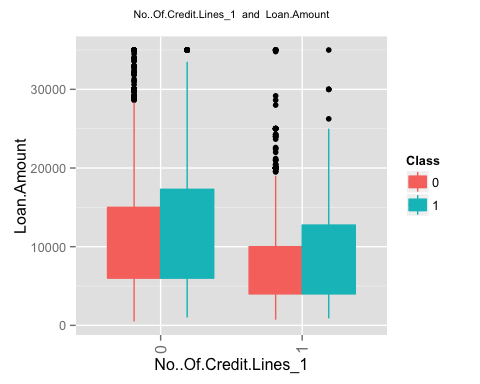 No..Of.Credit.Lines_1 and Loan.Amount
Loan.Amount
30000
20000
10000
0
0
1
No..Of.Credit.Lines_1
Class
0
1